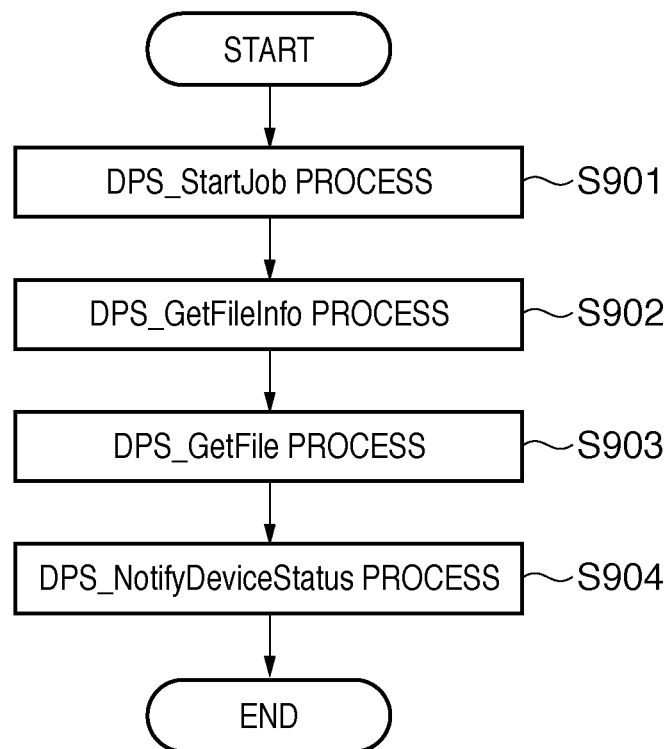 START
DPS_StartJob PROCESS S901
DPS_GetFileInfo PROCESS S902
DPS_GetFile PROCESS S903
DPS_NotifyDeviceStatus PROCESS S904
END